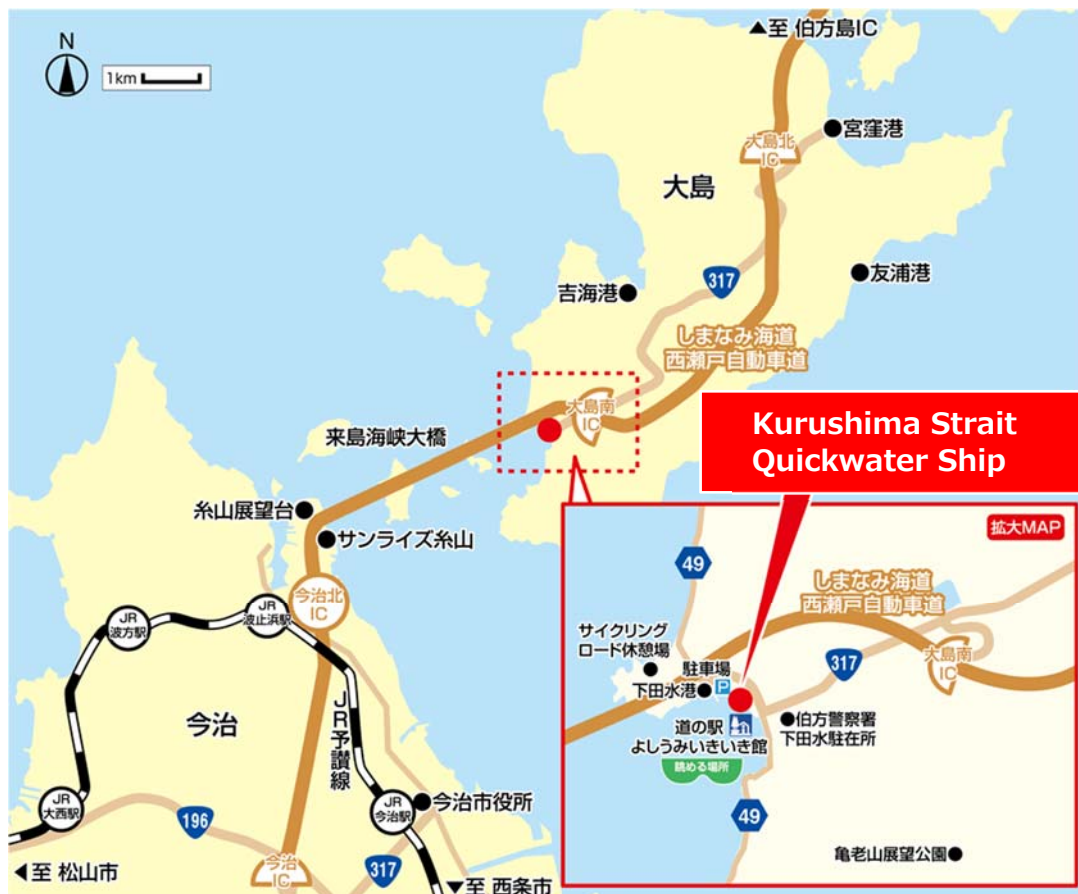 N
1km
▲至 伯方島IC
宮窪港
大島北
IC
大島
友浦港
317
吉海港
しまなみ海道
西瀬戸自動車道
大島南
IC
来島海峡大橋
Kurushima Strait
Quickwater Ship
糸山展望台
サンライズ糸山
今治北
IC
JR
波方駅
JR
波止浜駅
今治
JR予讃線
JR
大西駅
196
JR
今治駅
今治市役所
◀至 松山市
今治
IC
317
▼至 西条市
拡大MAP
49
しまなみ海道
西瀬戸自動車道
サイクリング
ロード休憩場
駐車場
P
下田水港
317
大島南
IC
道の駅
よしうみいきいき館
眺める場所
伯方警察署
下田水駐在所
49
亀老山展望公園